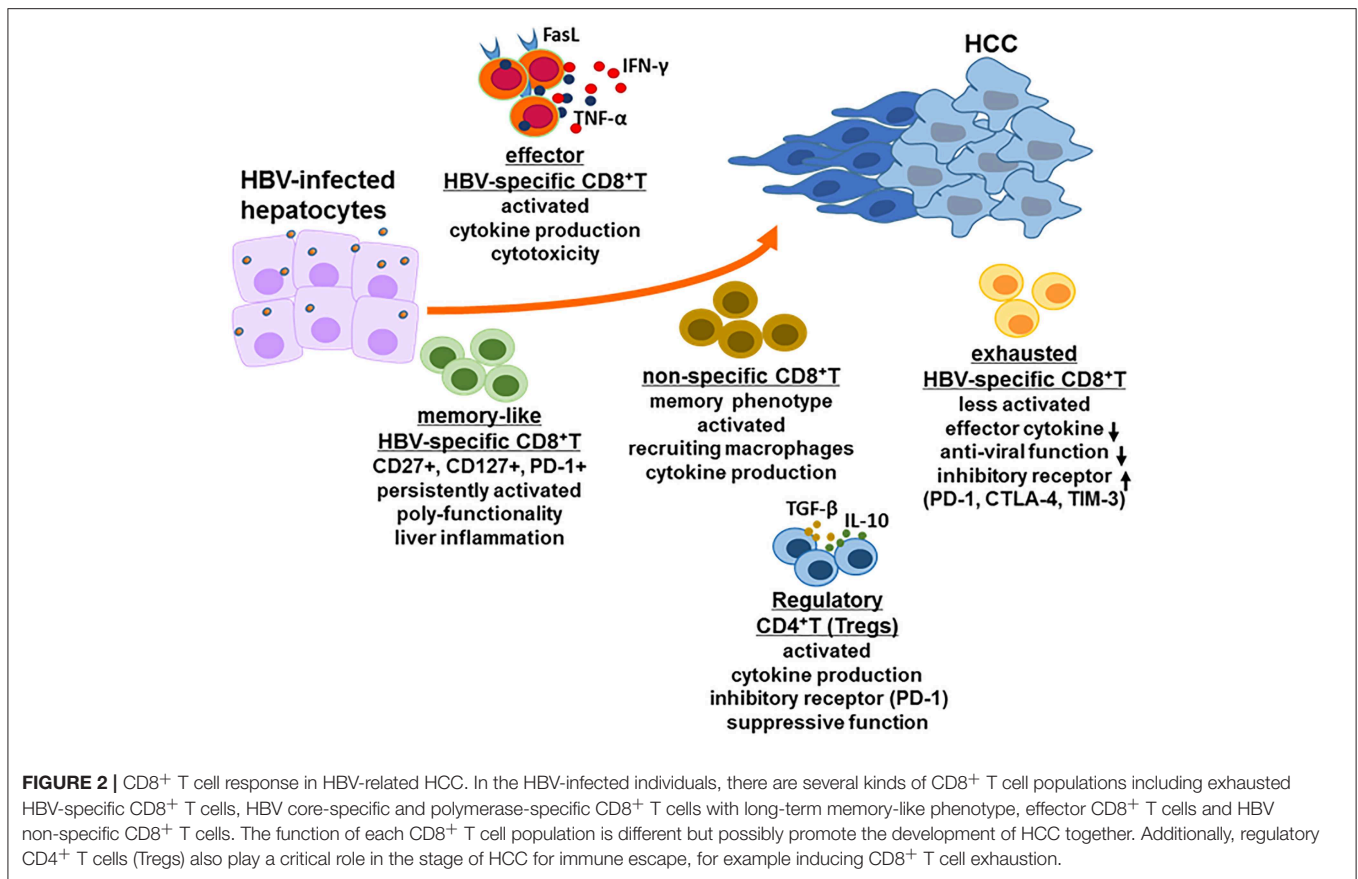 FasL
IFN-γ
TNF-α
effector
HBV-specific CD8⁺T
activated
cytokine production
cytotoxicity
HCC
HBV-infected
hepatocytes
memory-like
HBV-specific CD8⁺T
CD27+, CD127+, PD-1+
persistently activated
poly-functionality
liver inflammation
non-specific CD8⁺T
memory phenotype
activated
recruiting macrophages
cytokine production
exhausted
HBV-specific CD8⁺T
less activated
effector cytokine ↓
anti-viral function ↓
inhibitory receptor ↑
(PD-1, CTLA-4, TIM-3)
TGF-β
IL-10
Regulatory
CD4⁺T (Tregs)
activated
cytokine production
inhibitory receptor (PD-1)
suppressive function
FIGURE 2 | CD8⁺ T cell response in HBV-related HCC. In the HBV-infected individuals, there are several kinds of CD8⁺ T cell populations including exhausted
HBV-specific CD8⁺ T cells, HBV core-specific and polymerase-specific CD8⁺ T cells with long-term memory-like phenotype, effector CD8⁺ T cells and HBV
non-specific CD8⁺ T cells. The function of each CD8⁺ T cell population is different but possibly promote the development of HCC together. Additionally, regulatory
CD4⁺ T cells (Tregs) also play a critical role in the stage of HCC for immune escape, for example inducing CD8⁺ T cell exhaustion.